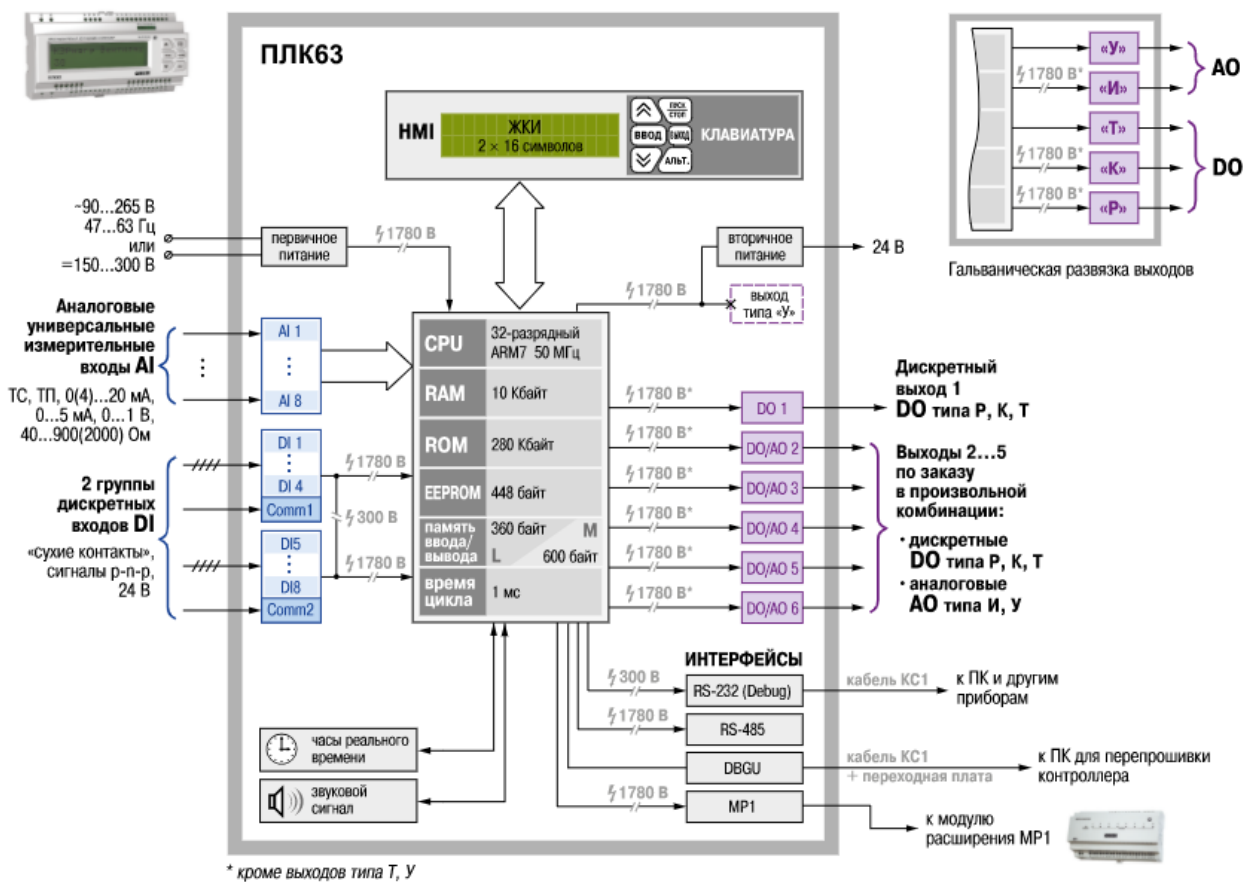 ПЛК63
HMI
ЖКИ
2 × 16 символов
ПУСК
СТОП
ВВОД
ВЫХОД
АЛЬТ.
КЛАВИАТУРА
«У»
«И»
«Т»
«К»
«Р»
⚡1780 В*
⚡1780 В*
⚡1780 В*
AO
DO
Гальваническая развязка выходов
~90...265 В
47...63 Гц
или
=150...300 В
первичное
питание
⚡1780 В
вторичное
питание
24 В
⚡1780 В
выход
типа «У»
Аналоговые
универсальные
измерительные
входы AI
ТС, ТП, 0(4)...20 мА,
0...5 мА, 0...1 В,
40...900(2000) Ом
AI 1
AI 8
2 группы
дискретных
входов DI
«сухие контакты»,
сигналы p-n-p,
24 В
DI 1
DI 4
Comm1
DI5
DI8
Comm2
⚡1780 В
⚡300 В
⚡1780 В
CPU
32-разрядный
ARM7 50 МГц
RAM
10 Кбайт
ROM
280 Кбайт
EEPROM
448 байт
память
ввода/
вывода
360 байт
M
L
600 байт
время
цикла
1 мс
⚡1780 В*
DO 1
⚡1780 В*
DO/AO 2
⚡1780 В*
DO/AO 3
⚡1780 В*
DO/AO 4
⚡1780 В*
DO/AO 5
⚡1780 В*
DO/AO 6
Дискретный
выход 1
DO типа Р, К, Т
Выходы 2...5
по заказу
в произвольной
комбинации:
· дискретные
DO типа Р, К, Т
· аналоговые
AO типа И, У
ИНТЕРФЕЙСЫ
⚡300 В
RS-232 (Debug)
кабель КС1
к ПК и другим
приборам
⚡1780 В
RS-485
DBGU
кабель КС1
+ переходная плата
к ПК для перепрошивки
контроллера
⚡1780 В
МР1
к модулю
расширения МР1
часы реального
времени
звуковой
сигнал
* кроме выходов типа Т, У